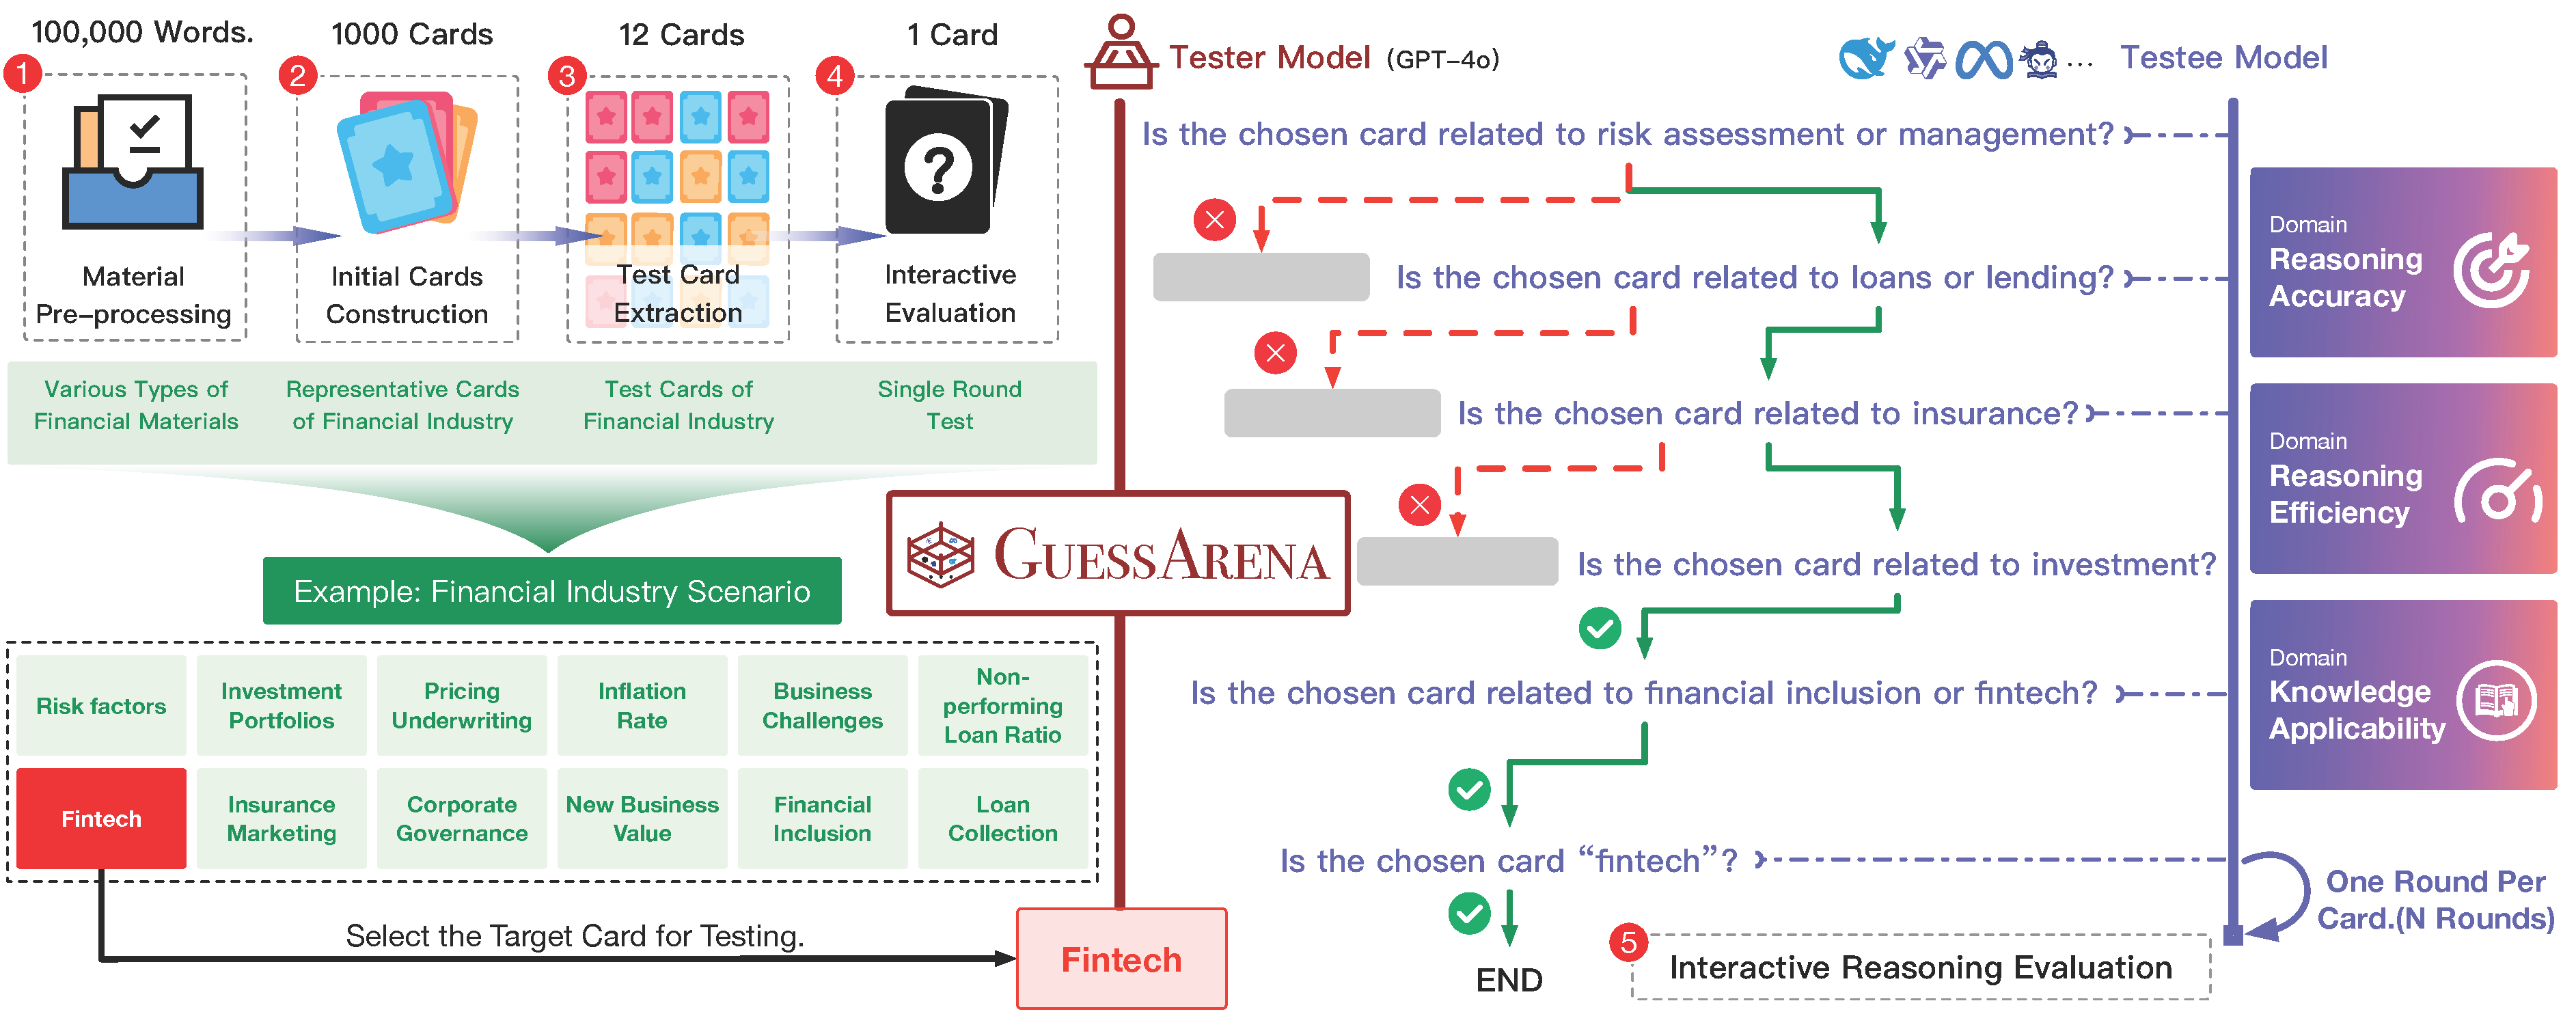 100,000 Words.
1000 Cards
12 Cards
1 Card
1
2
3
4
Material
Pre-processing
Initial Cards
Construction
Test Card
Extraction
Interactive
Evaluation
Various Types of
Financial Materials
Representative Cards
of Financial Industry
Test Cards of
Financial Industry
Single Round
Test
Example: Financial Industry Scenario
Risk factors
Investment
Portfolios
Pricing
Underwriting
Inflation
Rate
Business
Challenges
Non-
performing
Loan Ratio
Fintech
Insurance
Marketing
Corporate
Governance
New Business
Value
Financial
Inclusion
Loan
Collection
Select the Target Card for Testing.
Fintech
GUESSARENA
Tester Model (GPT-4o)
... Testee Model
Is the chosen card related to risk assessment or management?
Is the chosen card related to loans or lending?
Is the chosen card related to insurance?
Is the chosen card related to investment?
Is the chosen card related to financial inclusion or fintech?
Is the chosen card “fintech”?
END
5
Interactive Reasoning Evaluation
Domain
Reasoning
Accuracy
Domain
Reasoning
Efficiency
Domain
Knowledge
Applicability
One Round Per
Card.(N Rounds)